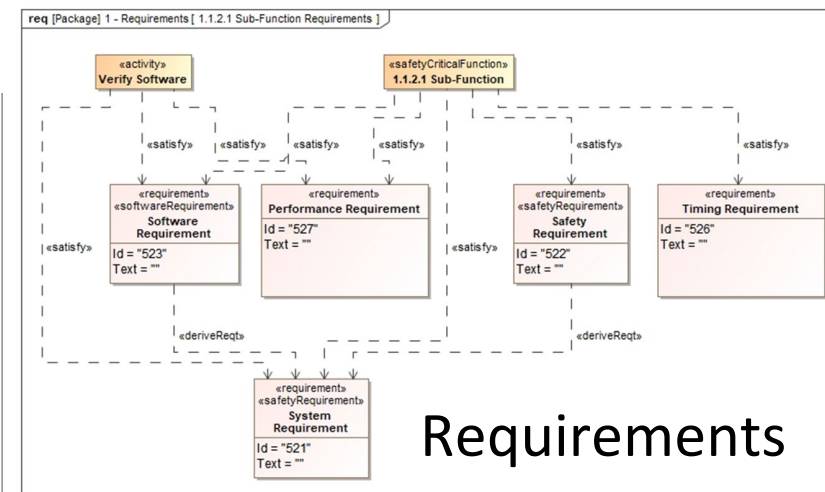 req [Package] 1 - Requirements [ 1.1.2.1 Sub-Function Requirements ]
«activity»
Verify Software
«safetyCriticalFunction»
1.1.2.1 Sub-Function
«satisfy»
«satisfy»
«satisfy»
«satisfy»
«satisfy»
«satisfy»
«requirement»
«softwareRequirement»
Software
Requirement
Id = "523"
Text = ""
«requirement»
Performance Requirement
Id = "527"
Text = ""
«requirement»
«safetyRequirement»
Safety
Requirement
Id = "522"
Text = ""
«requirement»
Timing Requirement
Id = "526"
Text = ""
«satisfy»
«satisfy»
«deriveReqt»
«deriveReqt»
«requirement»
«safetyRequirement»
System
Requirement
Id = "521"
Text = ""
Requirements